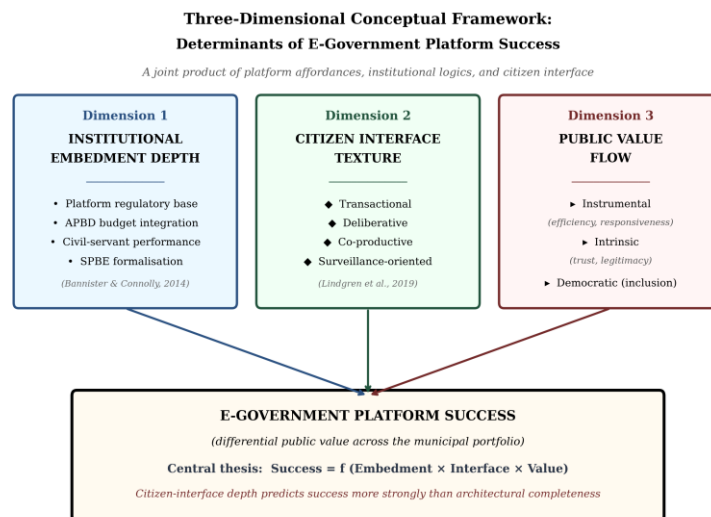 Three-Dimensional Conceptual Framework:
Determinants of E-Government Platform Success
A joint product of platform affordances, institutional logics, and citizen interface
Dimension 1
INSTITUTIONAL
EMBEDMENT DEPTH
• Platform regulatory base
• APBD budget integration
• Civil-servant performance
• SPBE formalisation
(Bannister & Connolly, 2014)
Dimension 2
CITIZEN INTERFACE
TEXTURE
◆ Transactional
◆ Deliberative
◆ Co-productive
◆ Surveillance-oriented
(Lindgren et al., 2019)
Dimension 3
PUBLIC VALUE
FLOW
▸ Instrumental
(efficiency, responsiveness)
▸ Intrinsic
(trust, legitimacy)
▸ Democratic (inclusion)
E-GOVERNMENT PLATFORM SUCCESS
(differential public value across the municipal portfolio)
Central thesis: Success = f (Embedment × Interface × Value)
Citizen-interface depth predicts success more strongly than architectural completeness